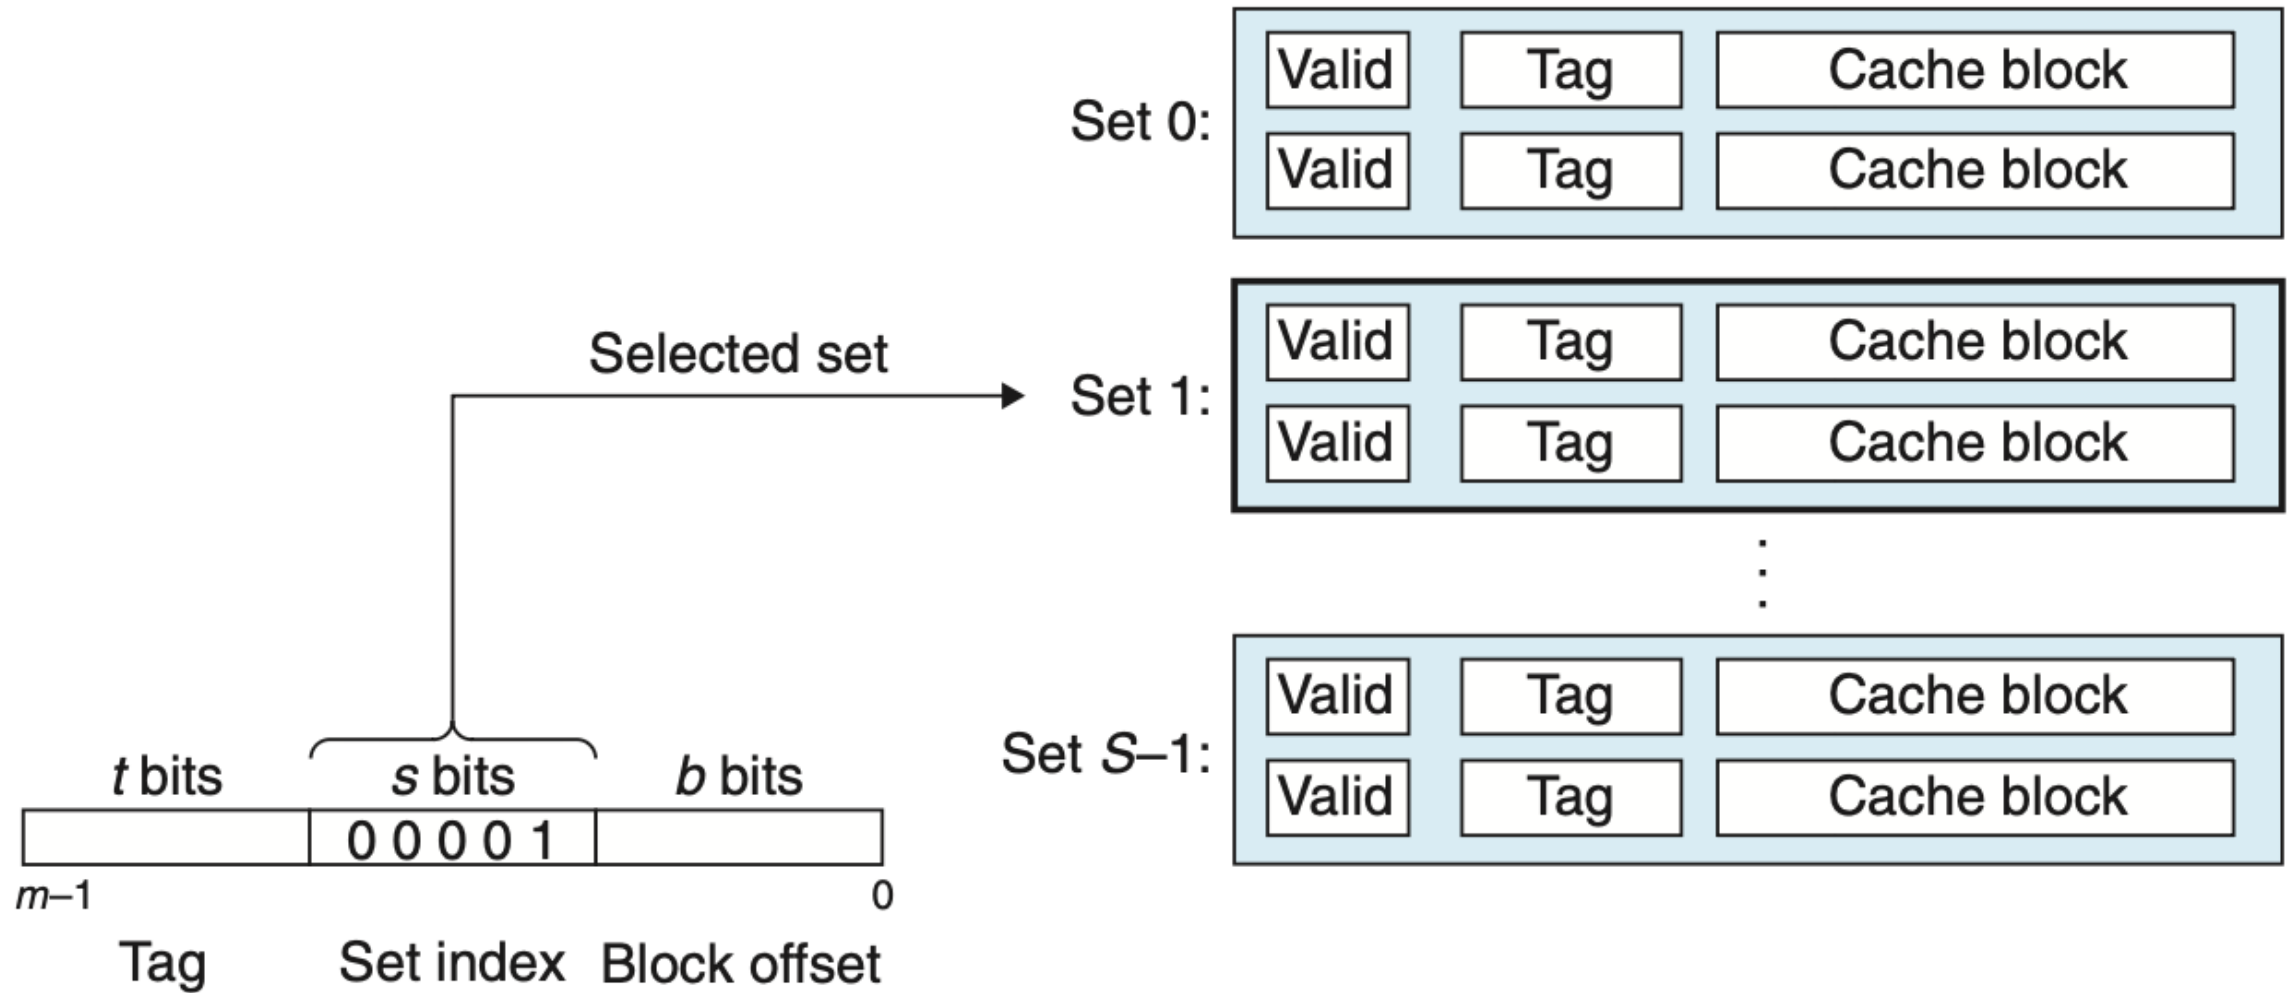 Valid Tag Cache block
Set 0:
Valid Tag Cache block
Selected set
Valid Tag Cache block
Set 1:
Valid Tag Cache block
Valid Tag Cache block
Set S–1:
Valid Tag Cache block
t bits s bits b bits
0 0 0 0 1
m–1 0
Tag Set index Block offset